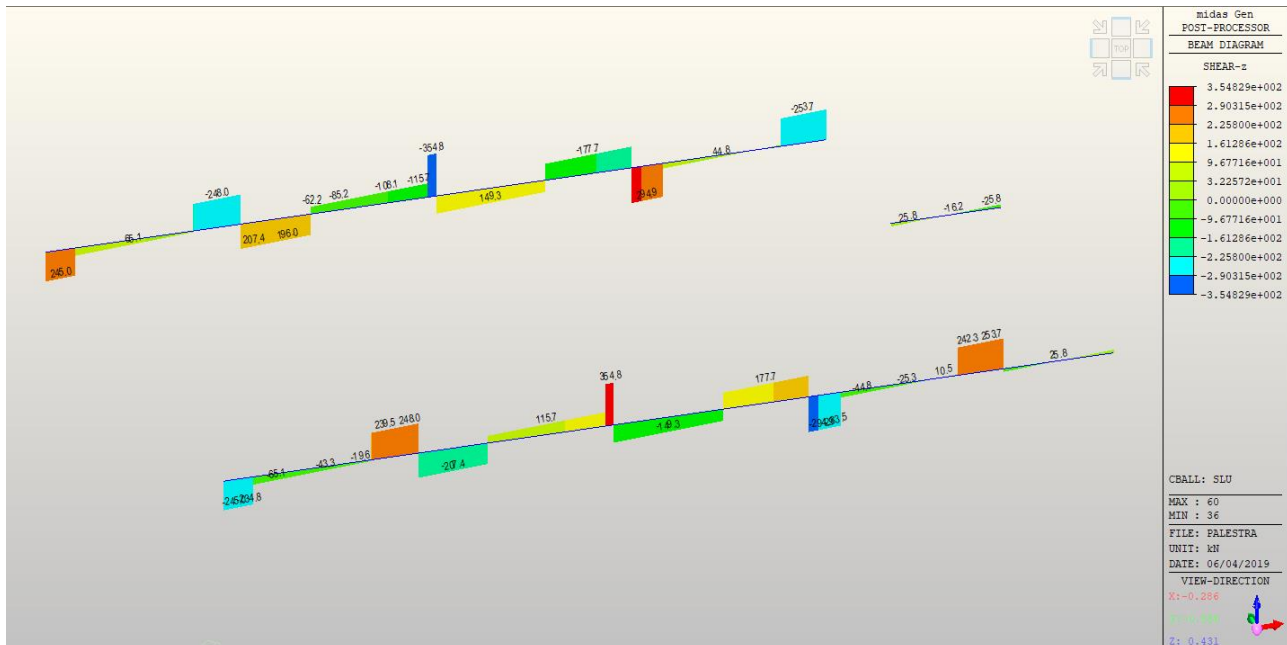 midas Gen
POST-PROCESSOR
BEAM DIAGRAM
SHEAR-z
3.54829e+002
2.90315e+002
2.25800e+002
1.61286e+002
9.67716e+001
3.22572e+001
0.00000e+000
-9.67716e+001
-1.61286e+002
-2.25800e+002
-2.90315e+002
-3.54829e+002
TOP
-253.7
-354.8
-177.7
44.8
-248.0
-62.2
-85.2
-108.1
-115.7
149.3
294.9
65.1
207.4
196.0
245.0
25.8
-16.2
-25.8
242.3
253.7
25.8
354.8
177.7
-44.8
-25.3
10.5
239.5
248.0
115.7
-149.3
-65.1
-43.3
-19.6
-207.4
CBALL: SLU
MAX : 60
MIN : 36
FILE: PALESTRA
UNIT: kN
DATE: 06/04/2019
VIEW-DIRECTION
X:-0.286
Z: 0.431